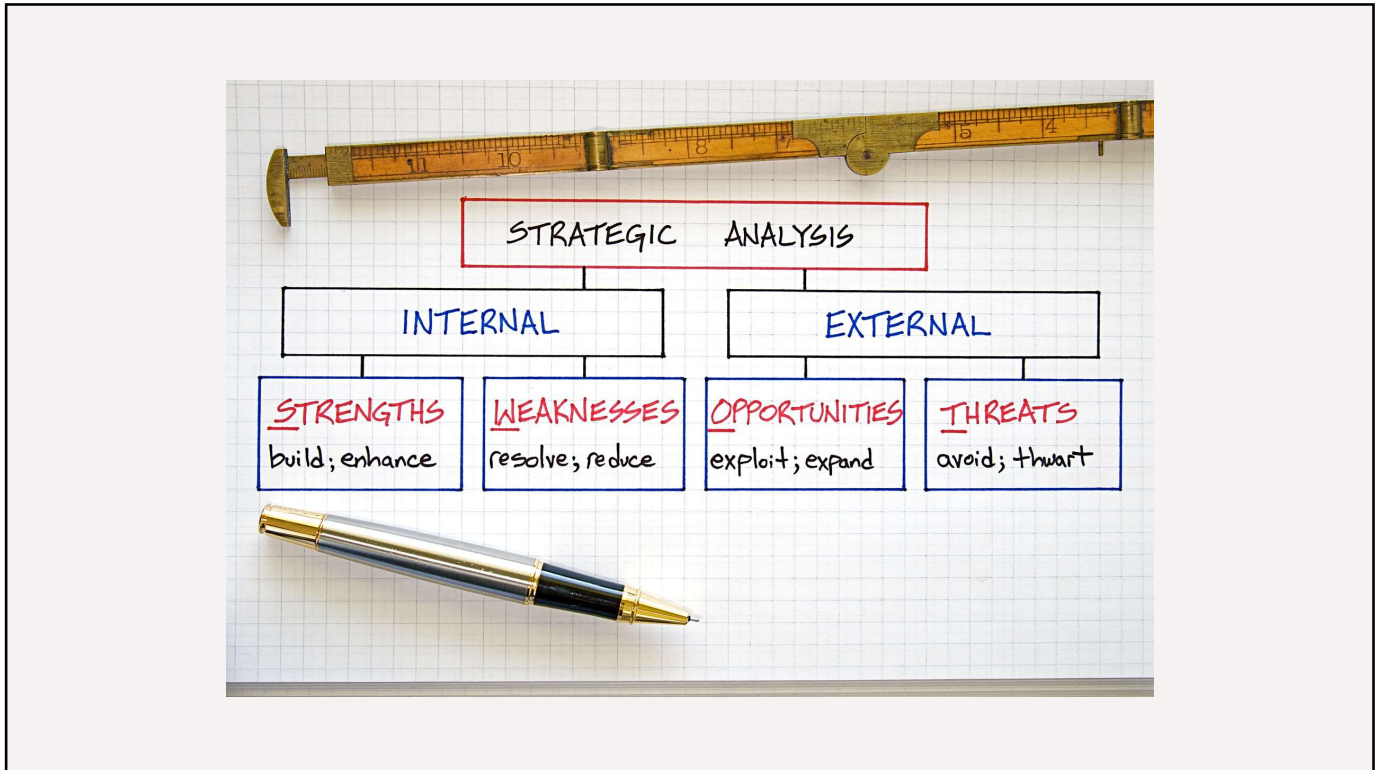 11 10 8 7 5 4
STRATEGIC ANALYSIS
INTERNAL EXTERNAL
STRENGTHS WEAKNESSES OPPORTUNITIES THREATS
build; enhance resolve; reduce exploit; expand avoid; thwart